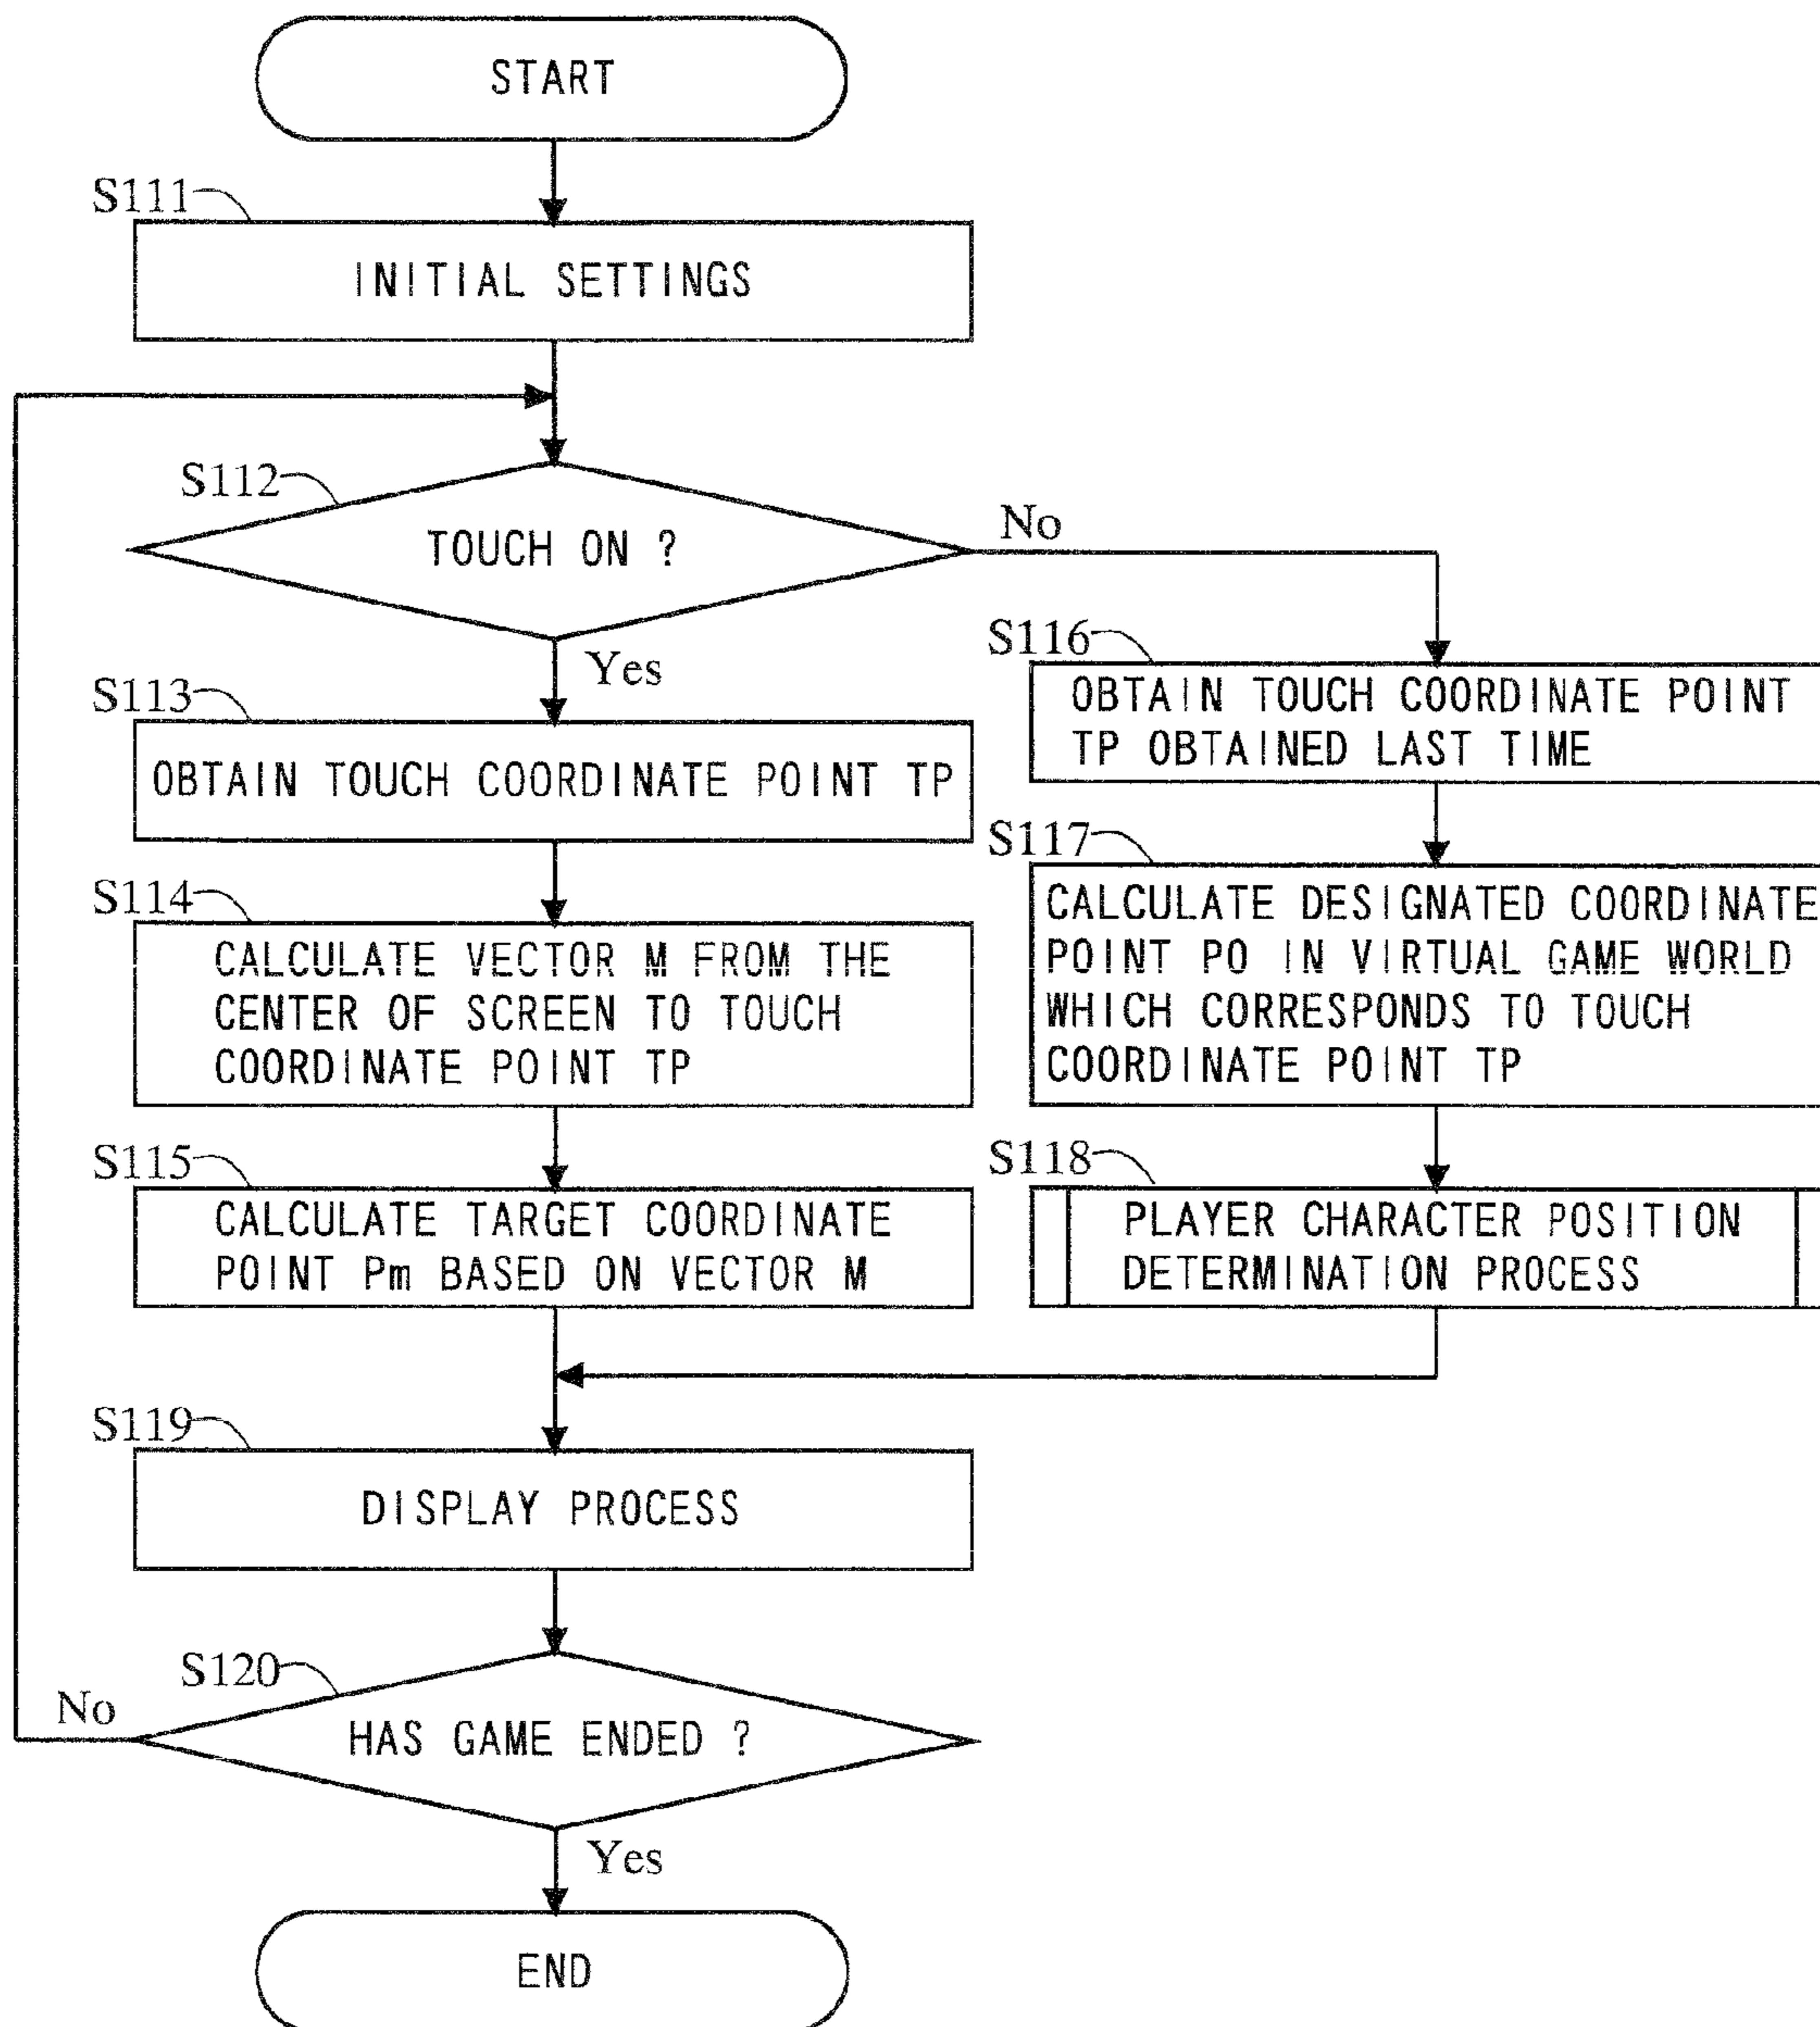 START
S111
INITIAL SETTINGS
S112
TOUCH ON ?
No
Yes
S113
OBTAIN TOUCH COORDINATE POINT TP
S114
CALCULATE VECTOR M FROM THE
CENTER OF SCREEN TO TOUCH
COORDINATE POINT TP
S115
CALCULATE TARGET COORDINATE
POINT Pm BASED ON VECTOR M
S116
OBTAIN TOUCH COORDINATE POINT
TP OBTAINED LAST TIME
S117
CALCULATE DESIGNATED COORDINATE
POINT P0 IN VIRTUAL GAME WORLD
WHICH CORRESPONDS TO TOUCH
COORDINATE POINT TP
S118
PLAYER CHARACTER POSITION
DETERMINATION PROCESS
S119
DISPLAY PROCESS
S120
No
HAS GAME ENDED ?
Yes
END